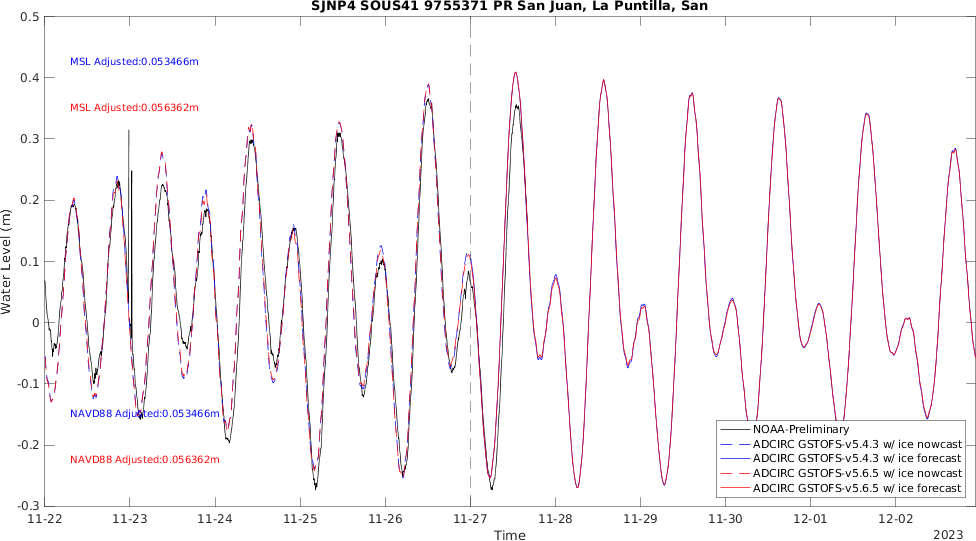 SJNP4 SOUS41 9755371 PR San Juan, La Puntilla, San
0.5
0.4
0.3
0.2
0.1
0
-0.1
-0.2
-0.3
Water Level (m)
MSL Adjusted:0.053466m
MSL Adjusted:0.056362m
NAVD88 Adjusted:0.053466m
NAVD88 Adjusted:0.056362m
NOAA-Preliminary
ADCIRC GSTOFS-v5.4.3 w/ ice nowcast
ADCIRC GSTOFS-v5.4.3 w/ ice forecast
ADCIRC GSTOFS-v5.6.5 w/ ice nowcast
ADCIRC GSTOFS-v5.6.5 w/ ice forecast
11-22 11-23 11-24 11-25 11-26 11-27 11-28 11-29 11-30 12-01 12-02
Time
2023